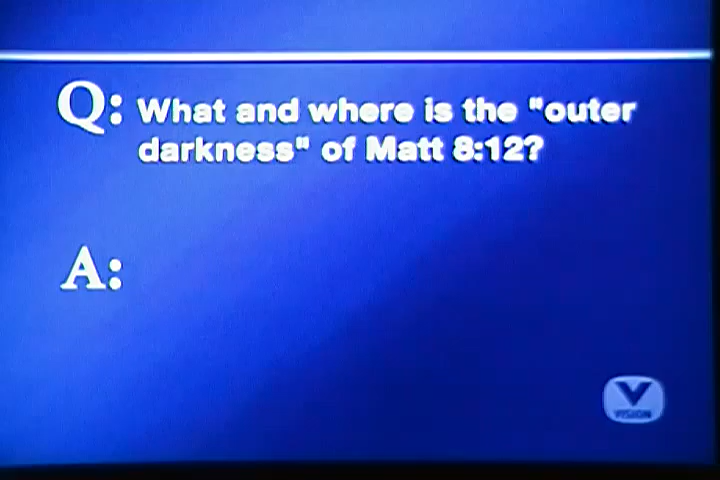 Q: What and where is the "outer
darkness" of Matt 8:12?
A:
V
VISION